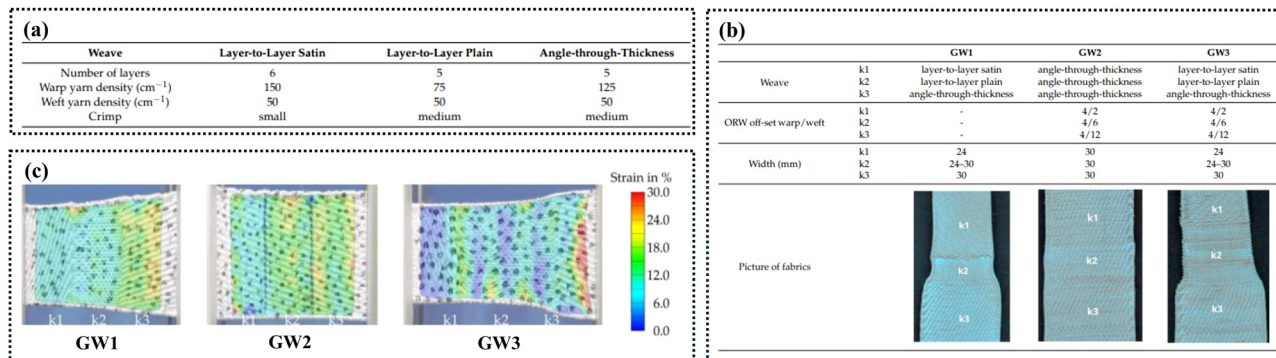 (a)
Weave Layer-to-Layer Satin Layer-to-Layer Plain Angle-through-Thickness
Number of layers 6 5 5
Warp yarn density (cm⁻¹) 150 75 125
Weft yarn density (cm⁻¹) 50 50 50
Crimp small medium medium
(b)
GW1 GW2 GW3
k1 layer-to-layer satin angle-through-thickness layer-to-layer satin
Weave k2 layer-to-layer plain angle-through-thickness layer-to-layer plain
k3 angle-through-thickness angle-through-thickness angle-through-thickness
k1 - 4/2 4/2
ORW off-set warp/weft k2 - 4/6 4/6
k3 - 4/12 4/12
k1 24 30 24
Width (mm) k2 24–30 30 24–30
k3 30 30 30
Picture of fabrics
k1 k1 k1
k2 k2 k2
k3 k3 k3
(c)
Strain in %
30.0
24.0
18.0
12.0
6.0
0.0
k1 k2 k3 k1 k2 k3 k1 k2 k3
GW1 GW2 GW3